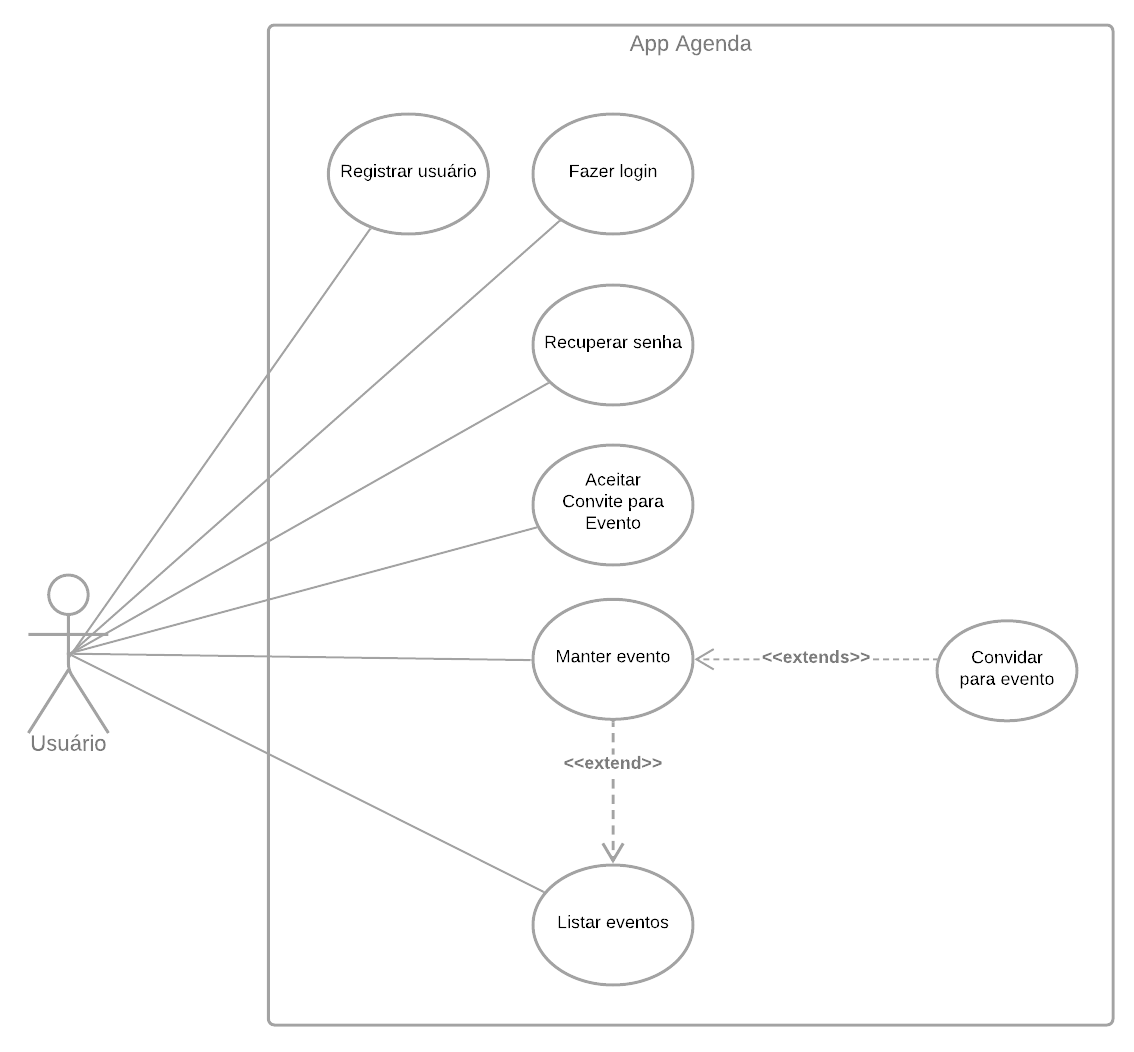 App Agenda
Registrar usuário
Fazer login
Recuperar senha
Aceitar
Convite para
Evento
Manter evento
<<extends>>
Convidar
para evento
Usuário
<<extend>>
Listar eventos